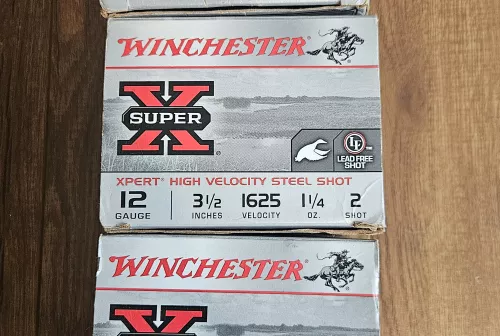 WINCHESTER®
X®
SUPER
LF™
LEAD FREE
SHOT
XPERT® HIGH VELOCITY STEEL SHOT
12 3 1/2 1625 1 1/4 2
GAUGE INCHES VELOCITY OZ. SHOT
WINCHESTER®